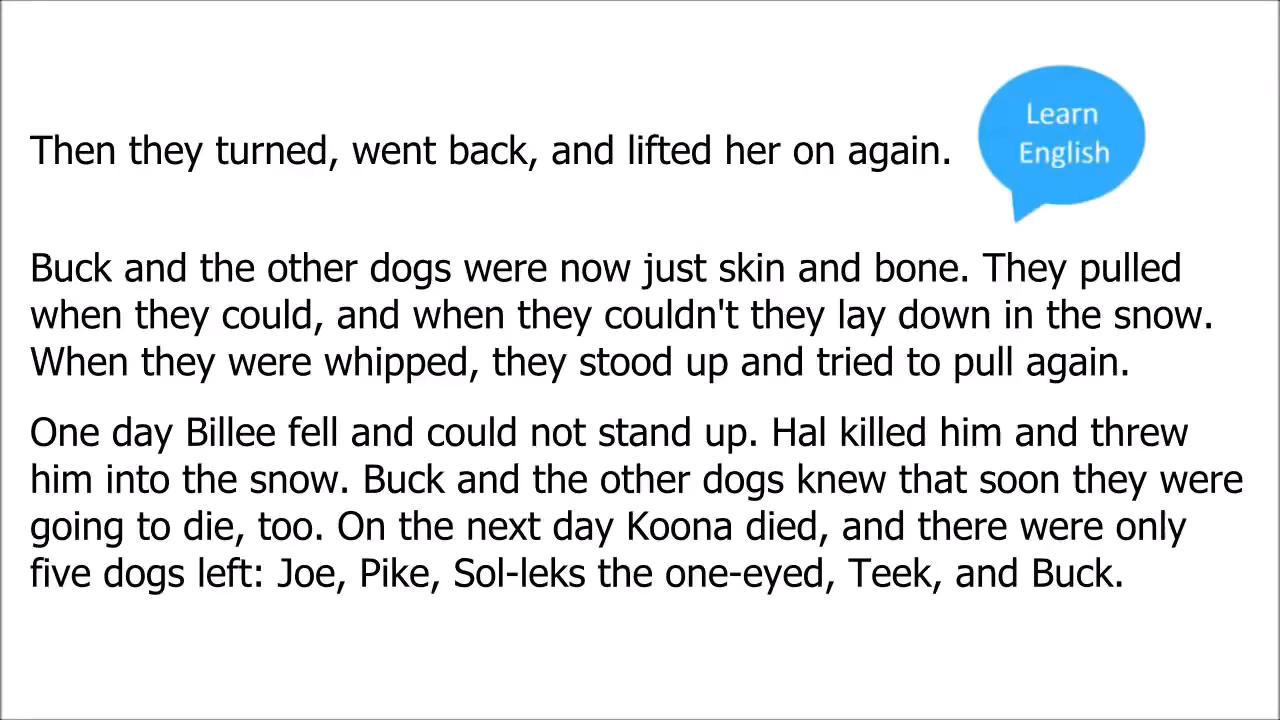 Then they turned, went back, and lifted her on again.
Learn
English
Buck and the other dogs were now just skin and bone. They pulled
when they could, and when they couldn't they lay down in the snow.
When they were whipped, they stood up and tried to pull again.
One day Billee fell and could not stand up. Hal killed him and threw
him into the snow. Buck and the other dogs knew that soon they were
going to die, too. On the next day Koona died, and there were only
five dogs left: Joe, Pike, Sol-leks the one-eyed, Teek, and Buck.